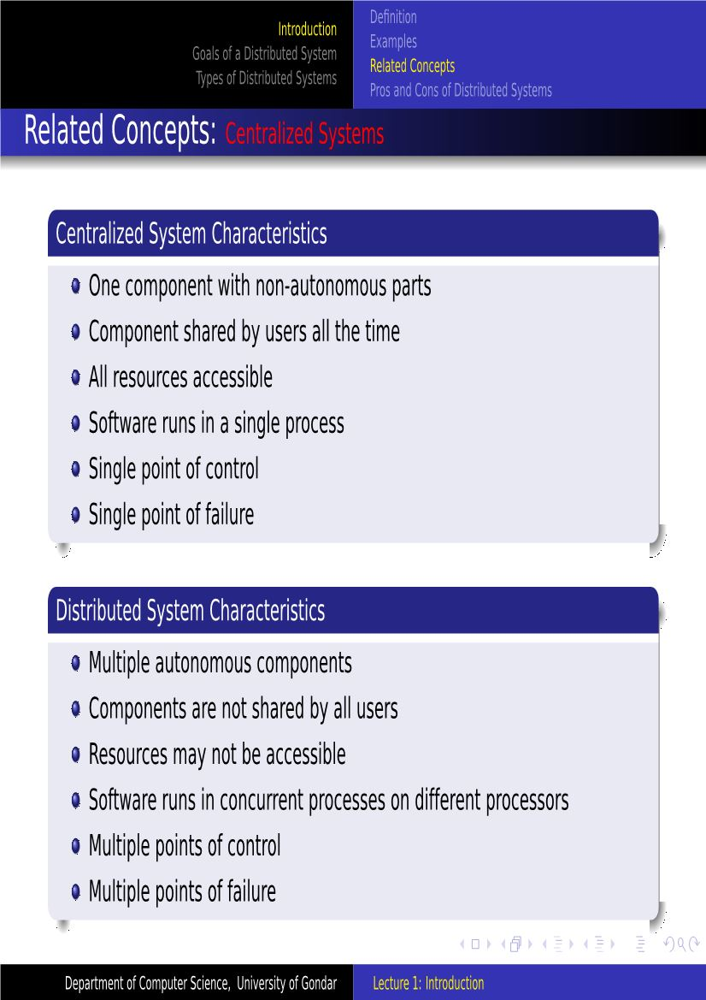 Introduction
Goals of a Distributed System
Types of Distributed Systems
Definition
Examples
Related Concepts
Pros and Cons of Distributed Systems
Related Concepts: Centralized Systems
Centralized System Characteristics
One component with non-autonomous parts
Component shared by users all the time
All resources accessible
Software runs in a single process
Single point of control
Single point of failure
Distributed System Characteristics
Multiple autonomous components
Components are not shared by all users
Resources may not be accessible
Software runs in concurrent processes on different processors
Multiple points of control
Multiple points of failure
Department of Computer Science, University of Gondar
Lecture 1: Introduction